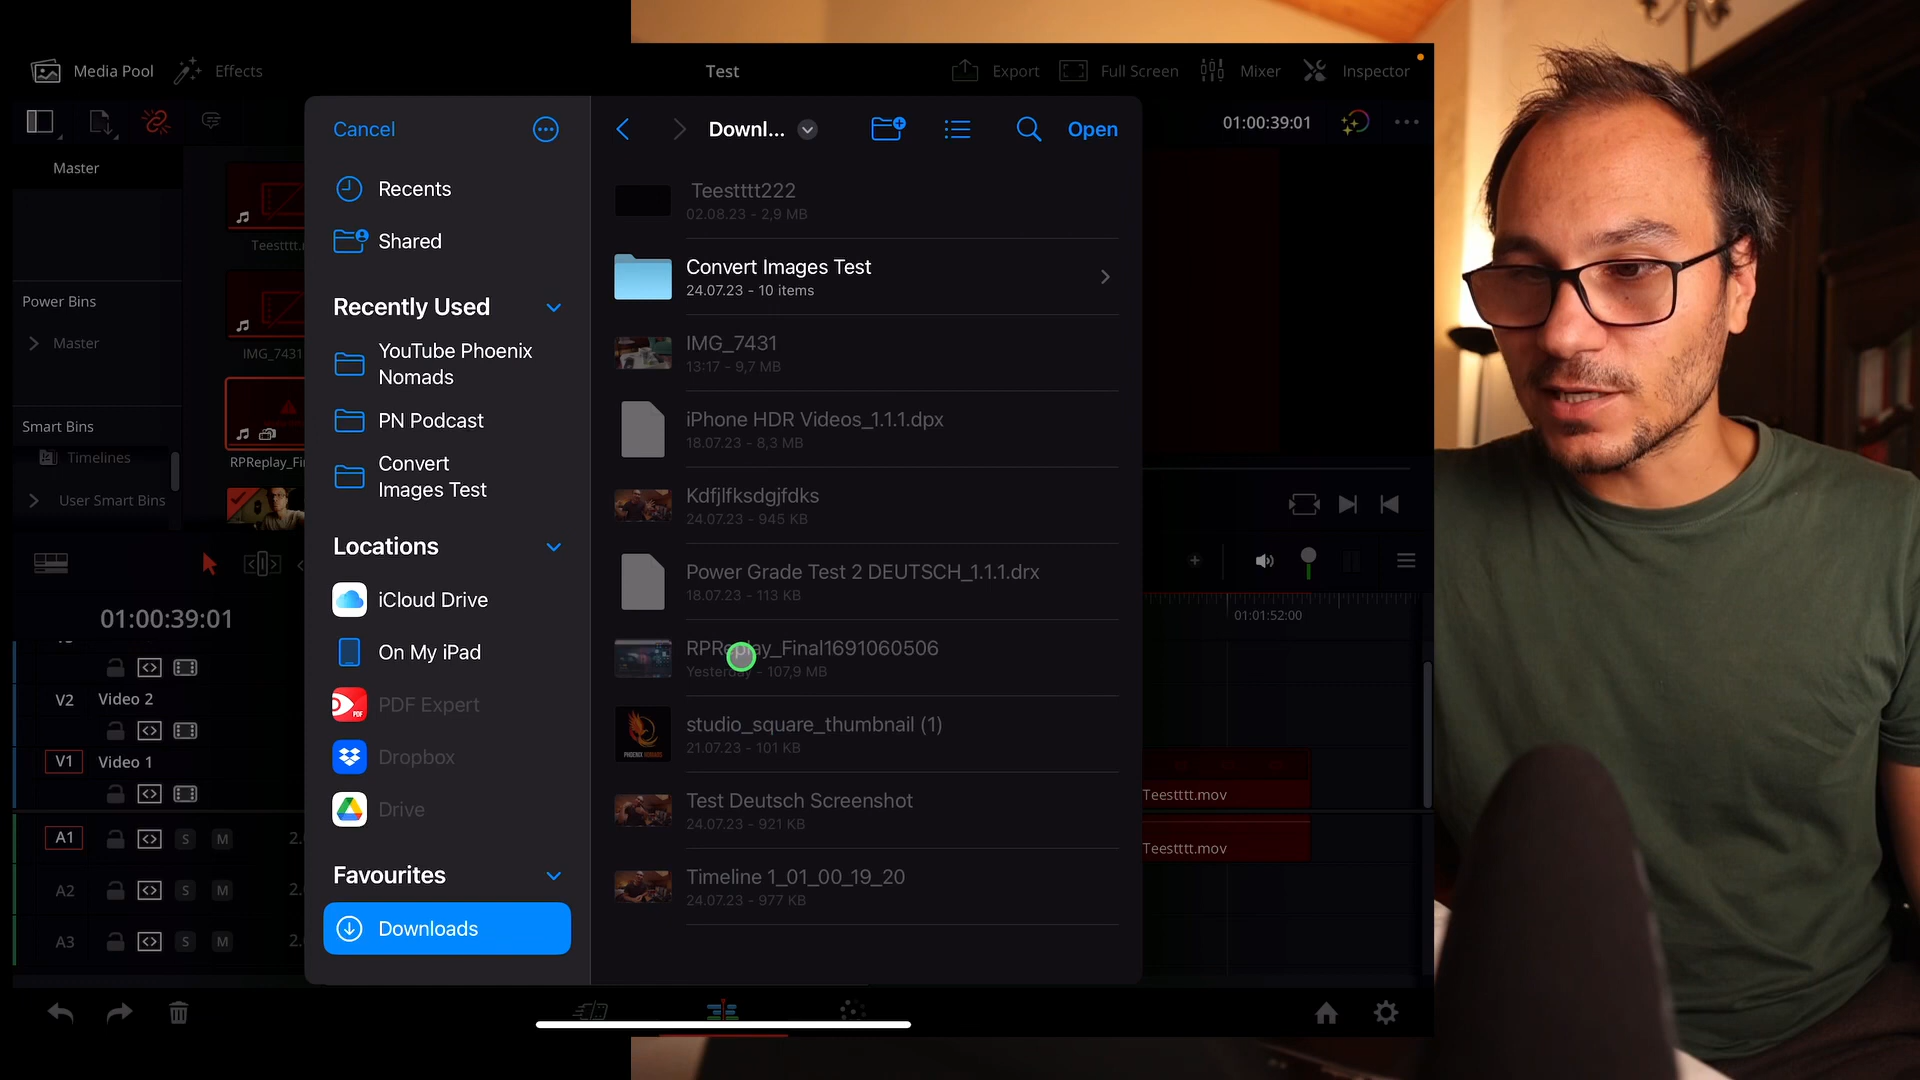 Media Pool
Effects
Test
Export
Full Screen
Mixer
Inspector
01:00:39:01
Master
Power Bins
Master
Smart Bins
Timelines
User Smart Bins
Teestttt.
IMG_7431
RPReplay_Fi
Cancel
Downl...
Open
Recents
Shared
Recently Used
YouTube Phoenix
Nomads
PN Podcast
Convert
Images Test
Locations
iCloud Drive
On My iPad
PDF Expert
Dropbox
Drive
Favourites
Downloads
Teestttt222
02.08.23 - 2,9 MB
Convert Images Test
24.07.23 - 10 items
IMG_7431
13:17 - 9,7 MB
iPhone HDR Videos_1.1.1.dpx
18.07.23 - 8,3 MB
Kdfjlfksdgjfdks
24.07.23 - 945 KB
Power Grade Test 2 DEUTSCH_1.1.1.drx
18.07.23 - 113 KB
RPReplay_Final1691060506
Yesterday - 107,9 MB
PHOENIX NOMADS
studio_square_thumbnail (1)
21.07.23 - 101 KB
Test Deutsch Screenshot
24.07.23 - 921 KB
Timeline 1_01_00_19_20
24.07.23 - 977 KB
01:00:39:01
V2 Video 2
V1 Video 1
A1 S M 2.
A2 S M 2.
A3 S M 2.
01:01:52:00
Teestttt.mov
Teestttt.mov